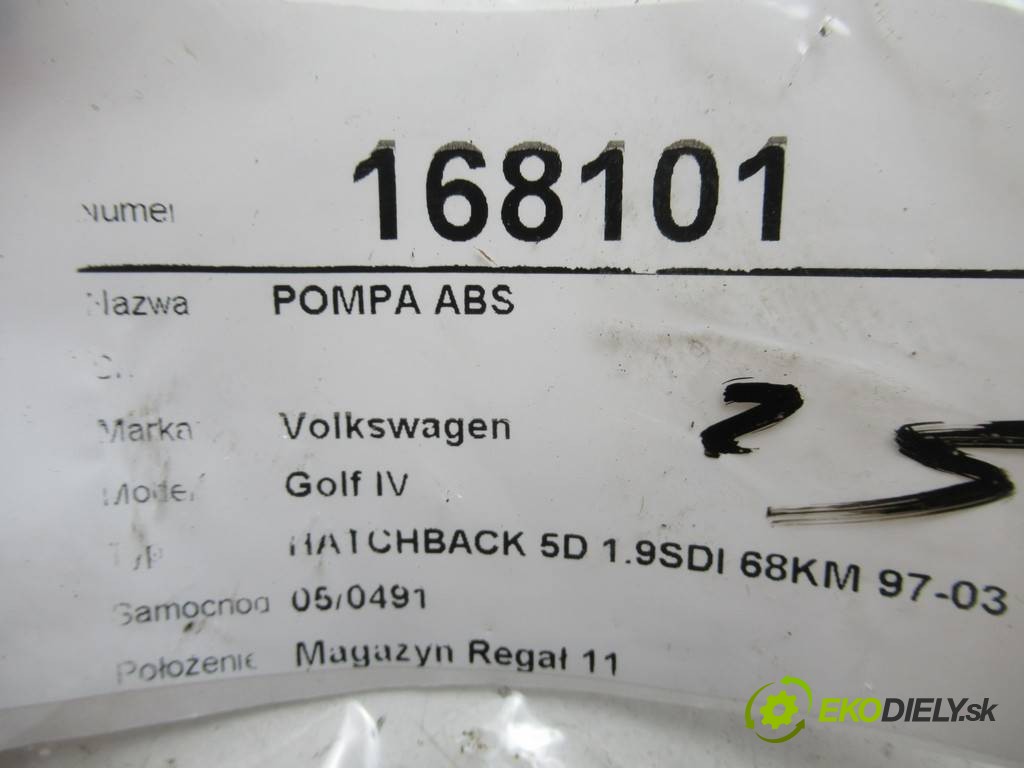 Numer 168101
Nazwa POMPA ABS
Marka Volkswagen
Model Golf IV
Typ HATCHBACK 5D 1.9SDI 68KM 97-03
Samochód 05/0491
Położenie Magazyn Regał 11
25
EKODIELY.sk